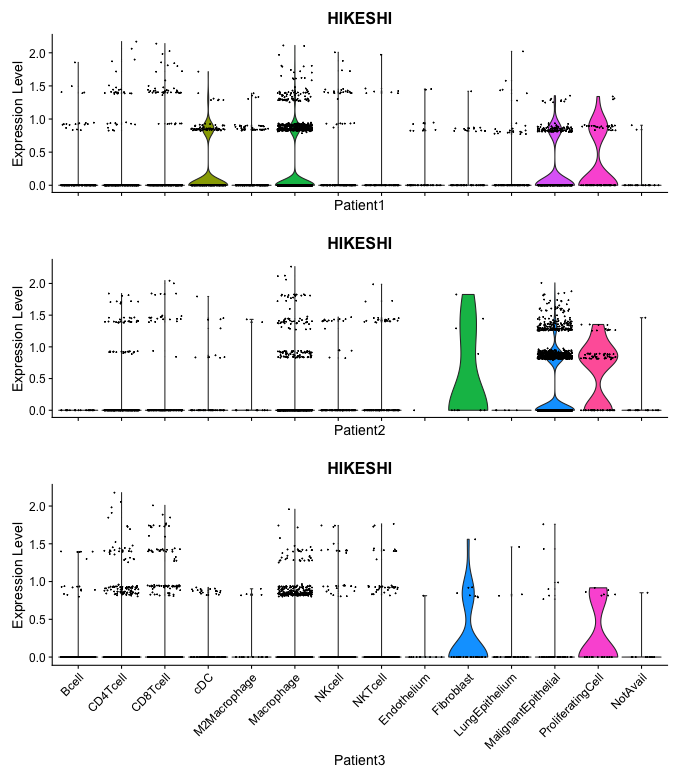 HIKESHI
Expression Level
2.0
1.5
1.0
0.5
0.0
Patient1
HIKESHI
Expression Level
2.0
1.5
1.0
0.5
0.0
Patient2
HIKESHI
Expression Level
2.0
1.5
1.0
0.5
0.0
Bcell
CD4Tcell
CD8Tcell
cDC
M2Macrophage
Macrophage
NKcell
NKTcell
Endothelium
Fibroblast
LungEpithelium
MalignantEpithelial
ProliferatingCell
NotAvail
Patient3